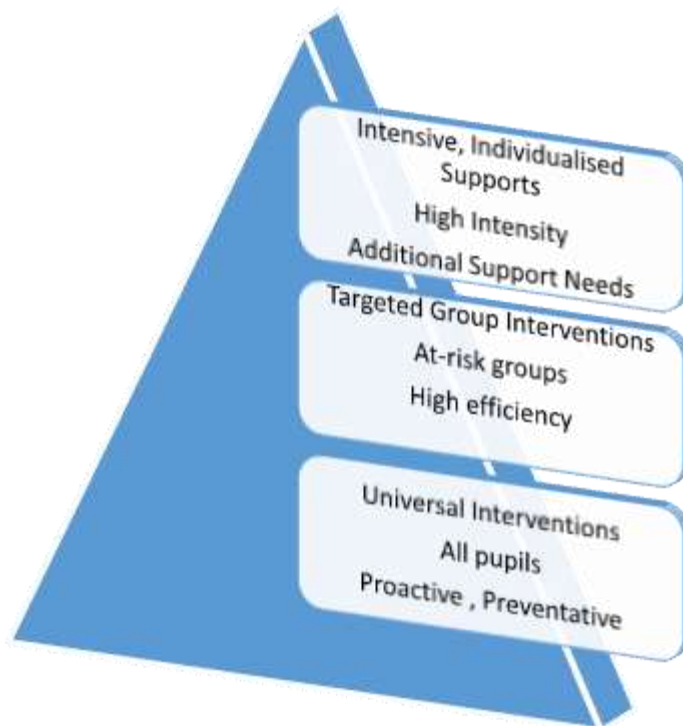 Intensive, Individualised
Supports
High Intensity
Additional Support Needs
Targeted Group Interventions
At-risk groups
High efficiency
Universal Interventions
All pupils
Proactive , Preventative